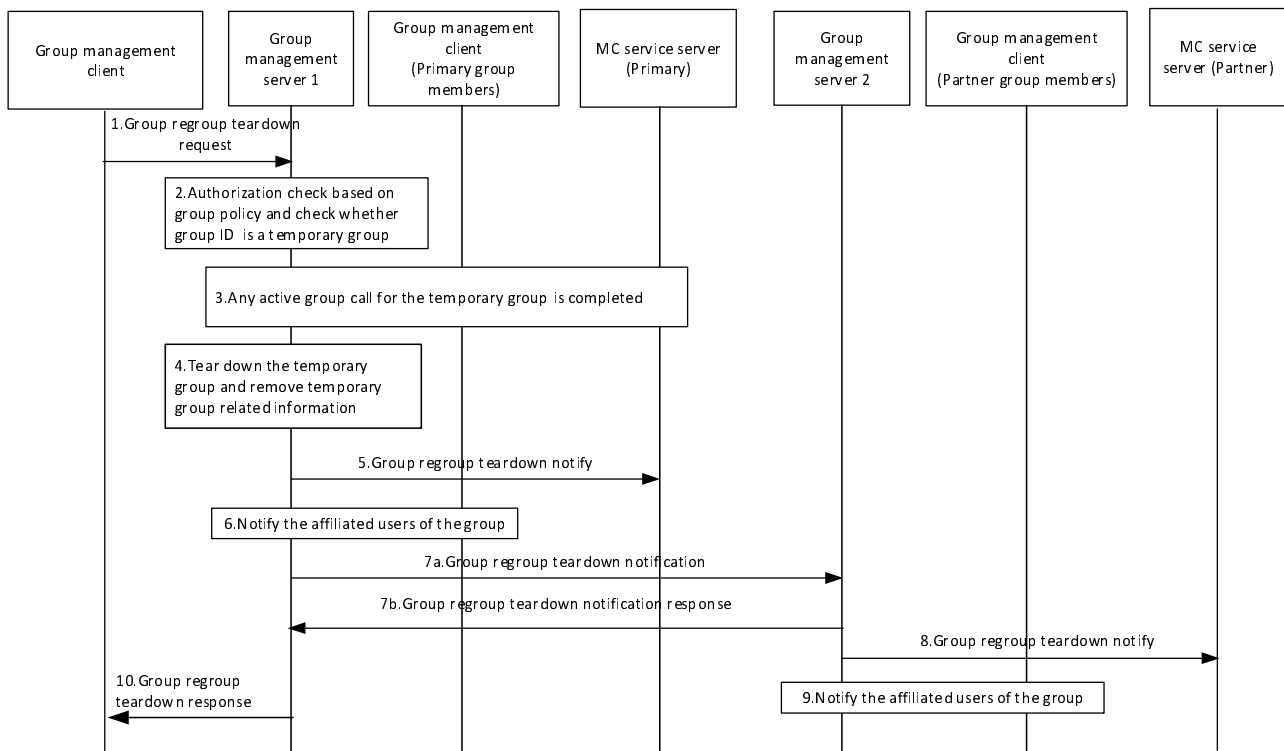 Group management
client
Group
management
server 1
Group management
client
(Primary group
members)
MC service server
(Primary)
Group
management
server 2
Group management
client
(Partner group members)
MC service
server (Partner)
1.Group regroup teardown
request
2.Authorization check based on
group policy and check whether
group ID is a temporary group
3.Any active group call for the temporary group is completed
4.Tear down the temporary
group and remove temporary
group related information
5.Group regroup teardown notify
6.Notify the affiliated users of the group
7a.Group regroup teardown notification
7b.Group regroup teardown notification response
8.Group regroup teardown notify
9.Notify the affiliated users of the group
10.Group regroup
teardown response